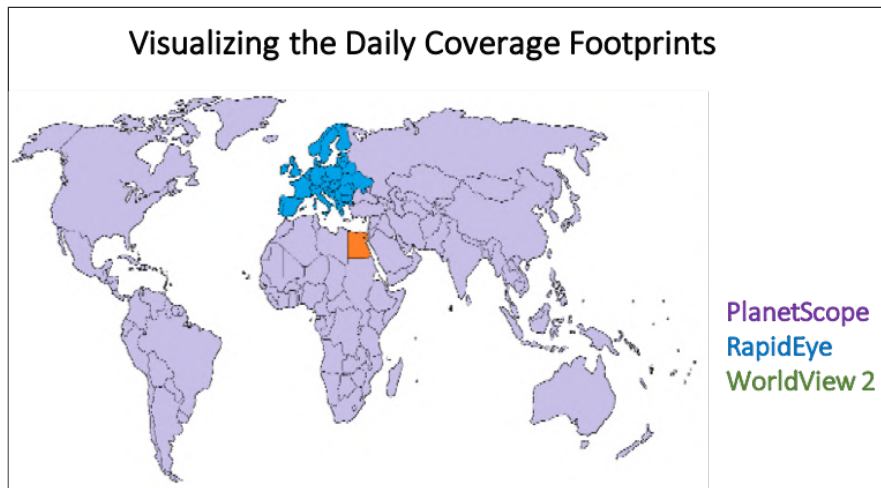 Visualizing the Daily Coverage Footprints
PlanetScope
RapidEye
WorldView 2